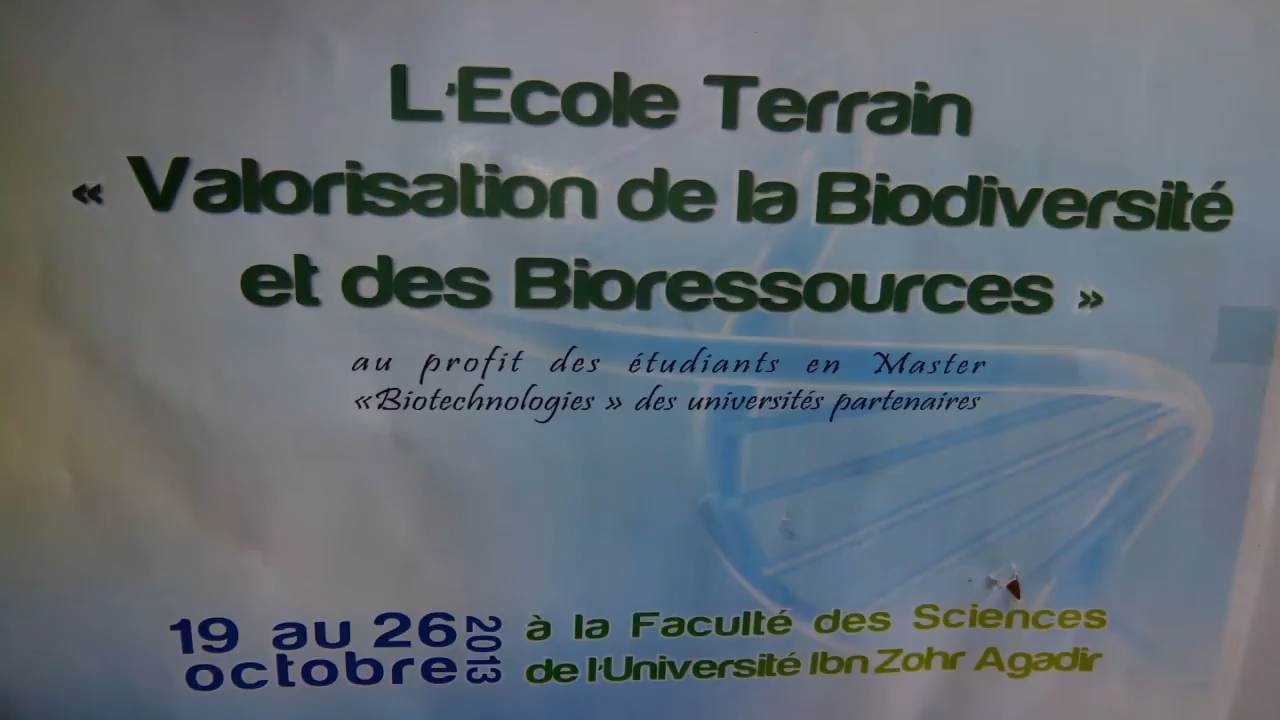 L'Ecole Terrain
« Valorisation de la Biodiversité
et des Bioressources »
au profit des étudiants en Master
«Biotechnologies » des universités partenaires
19 au 26 octobre 2013
à la Faculté des Sciences
de l'Université Ibn Zohr Agadir